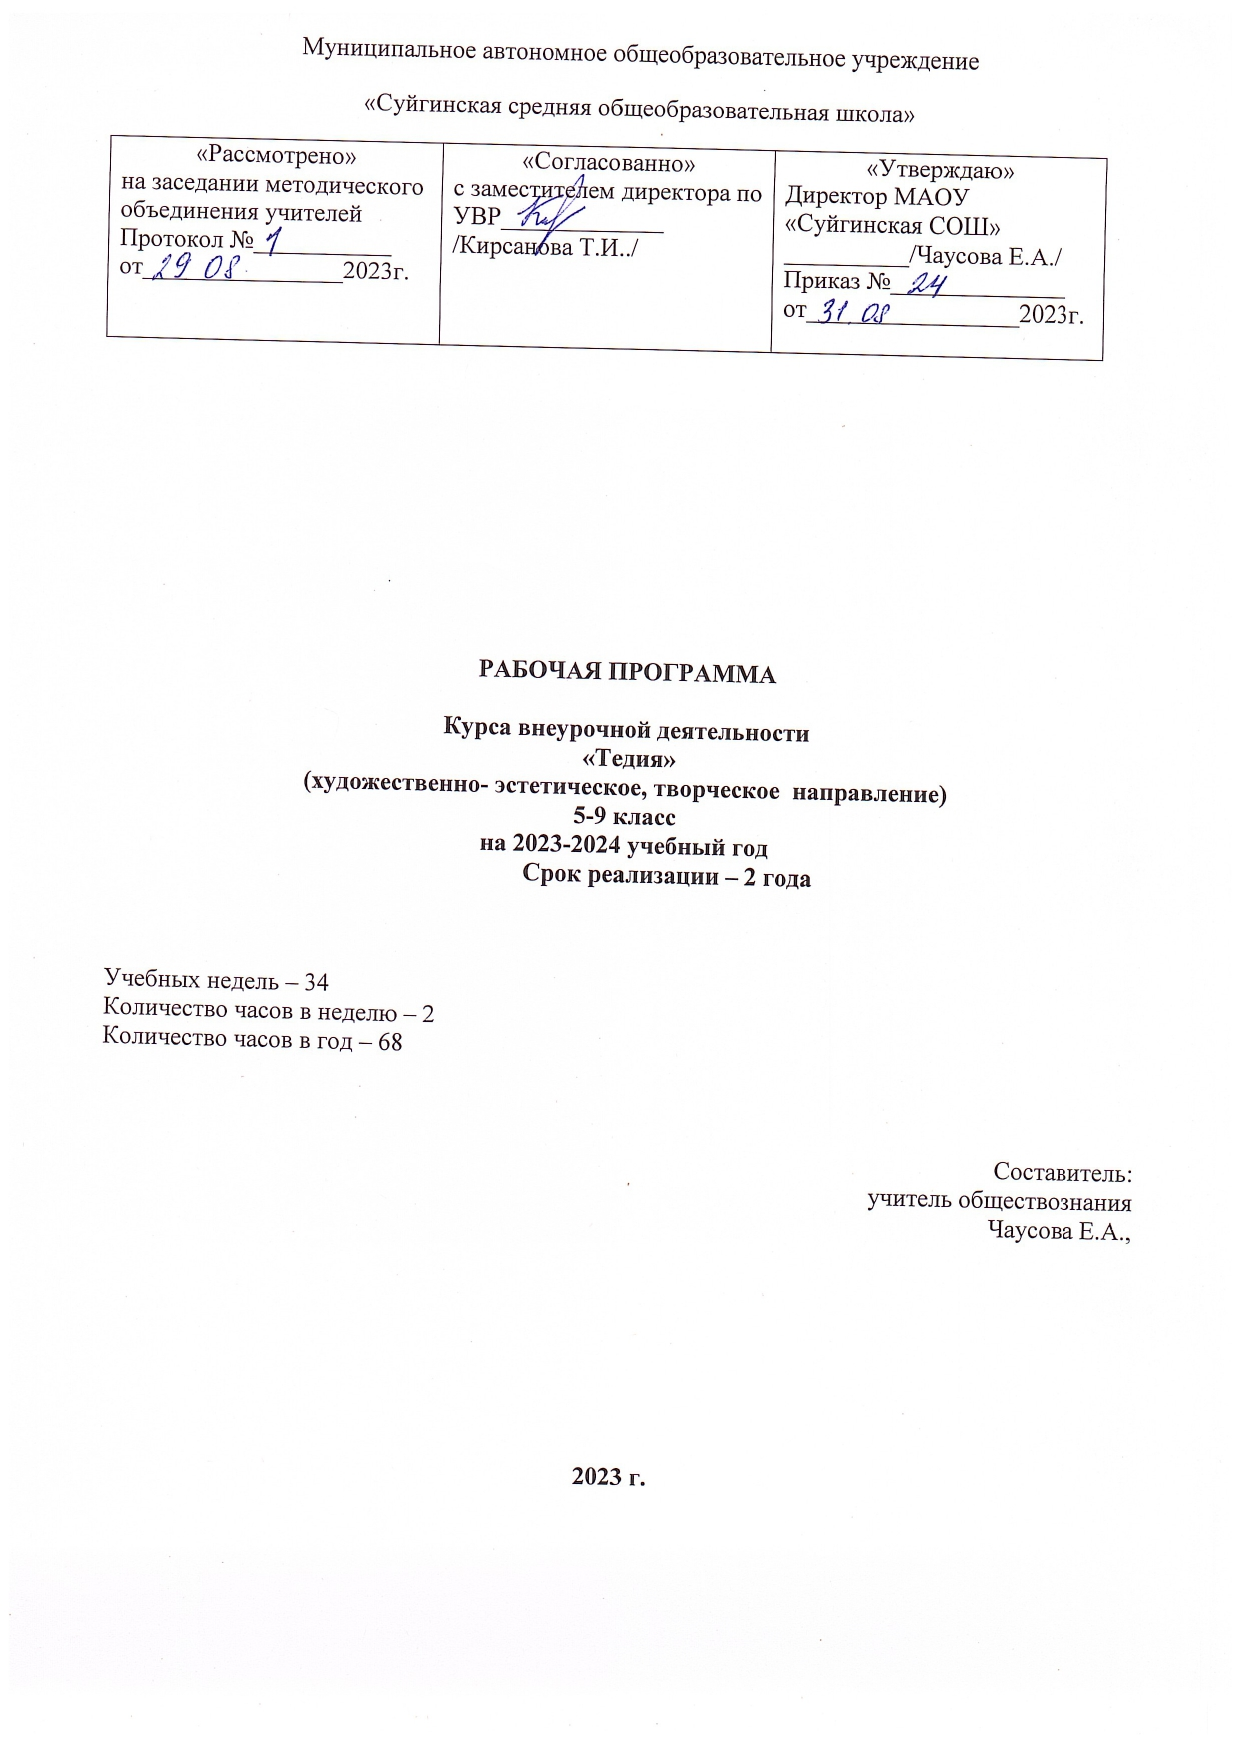 Муниципальное автономное общеобразовательное учреждение
«Суйгинская средняя общеобразовательная школа»
«Рассмотрено»
на заседании методического
объединения учителей
Протокол №1
от 29 08 2023г.
«Согласованно»
с заместителем директора по
УВР____________
/Кирсанова Т.И../
«Утверждаю»
Директор МАОУ
«Суйгинская СОШ»
__________/Чаусова Е.А./
Приказ № 24
от 31. 08 2023г.
РАБОЧАЯ ПРОГРАММА
Курса внеурочной деятельности
«Тедия»
(художественно- эстетическое, творческое направление)
5-9 класс
на 2023-2024 учебный год
Срок реализации – 2 года
Учебных недель – 34
Количество часов в неделю – 2
Количество часов в год – 68
Составитель:
учитель обществознания
Чаусова Е.А.,
2023 г.